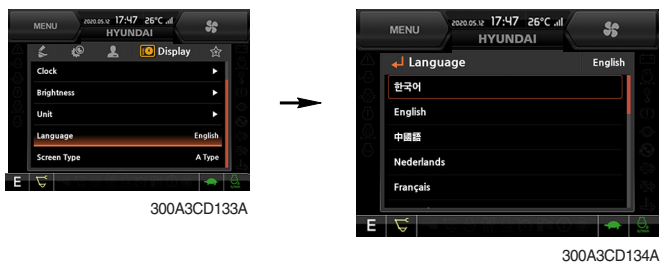 MENU
2020.05.12 17:47 26°C
HYUNDAI
Display
Clock
Brightness
Unit
Language English
Screen Type A Type
E
300A3CD133A
MENU
2020.05.12 17:47 26°C
HYUNDAI
Language English
한국어
English
中國語
Nederlands
Français
E
300A3CD134A